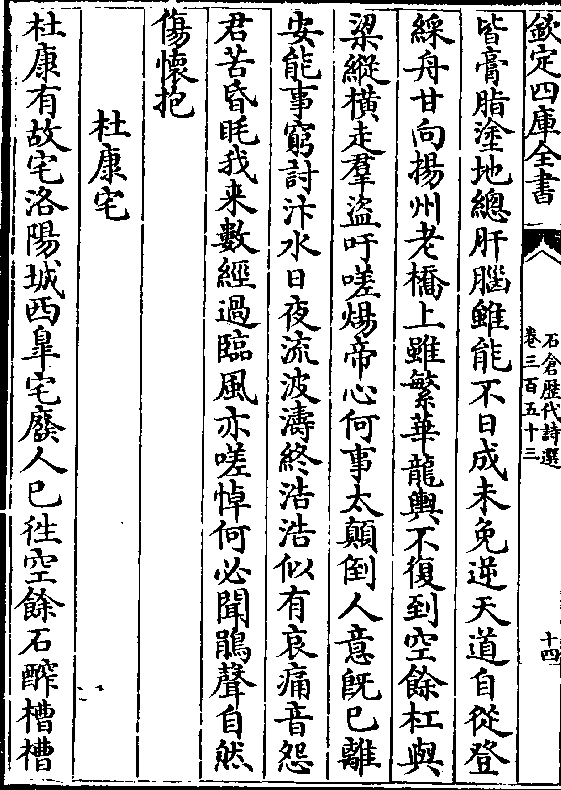 欽定四庫全書
石倉歴代詩選
卷三百五十三
十四
皆膏脂塗地總肝腦雖能不日成未免逆天道自從登
綵舟甘向揚州老橋上雖繁華龍輿不復到空餘杠與
梁縱橫走羣盜吁嗟煬帝心何事太顛倒人意既已離
安能事窮討汴水日夜流波濤終浩浩似有哀痛音怨
君苦昏眊我来數經過臨風亦嗟悼何必聞鵑聲自然
傷懐抱
杜康宅
杜康有故宅洛陽城西皐宅廢人已徃空餘石醡槽槽